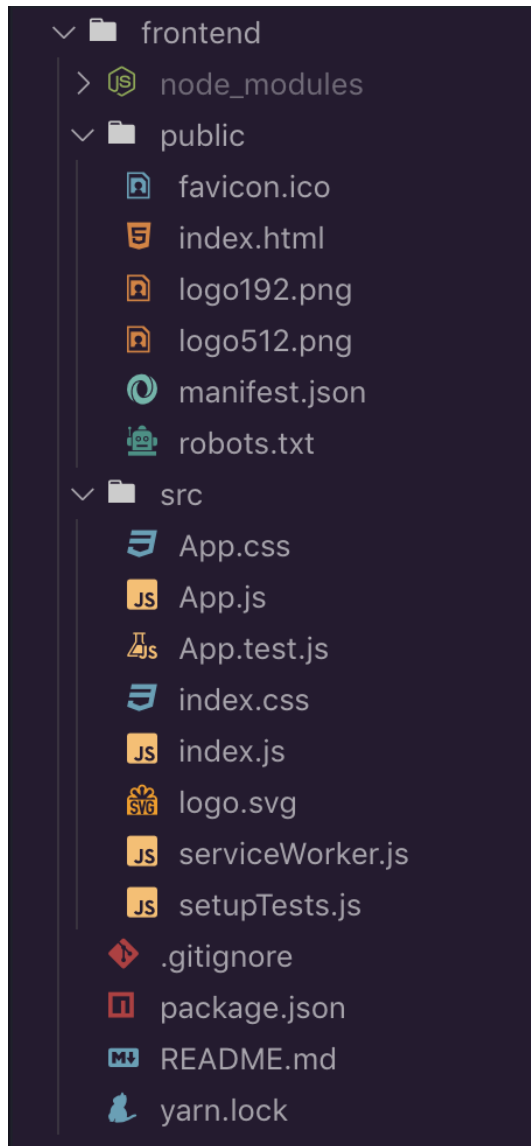 frontend
node_modules
public
favicon.ico
index.html
logo192.png
logo512.png
manifest.json
robots.txt
src
App.css
App.js
App.test.js
index.css
index.js
logo.svg
serviceWorker.js
setupTests.js
.gitignore
package.json
README.md
yarn.lock